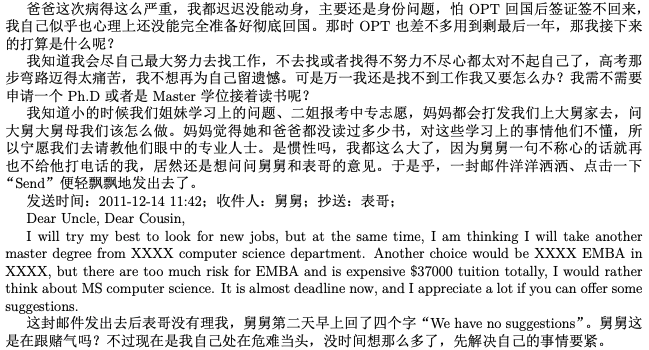 爸爸这次病得这么严重，我都迟迟没能动身，主要还是身份问题，怕 OPT 回国后签证签不回来，
我自己似乎也心理上还没能完全准备好彻底回国。那时 OPT 也差不多用到剩最后一年，那我接下来
的打算是什么呢？
我知道我会尽自己最大努力去找工作，不去找或者找得不努力不尽心都太对不起自己了，高考那
步弯路迈得太痛苦，我不想再为自己留遗憾。可是万一我还是找不到工作我又要怎么办？我需不需要
申请一个 Ph.D 或者是 Master 学位接着读书呢？
我知道小的时候我们姐妹学习上的问题、二姐报考中专志愿，妈妈都会打发我们上大舅家去，问
大舅大舅母我们该怎么做。妈妈觉得她和爸爸都没读过多少书，对这些学习上的事情他们不懂，所
以宁愿我们去请教他们眼中的专业人士。是惯性吗，我都这么大了，因为舅舅一句不称心的话就再
也不给他打电话的我，居然还是想问问舅舅和表哥的意见。于是乎，一封邮件洋洋洒洒、点击一下
“Send”便轻飘飘地发出去了。
发送时间：2011-12-14 11:42；收件人：舅舅；抄送：表哥；
Dear Uncle, Dear Cousin,
I will try my best to look for new jobs, but at the same time, I am thinking I will take another
master degree from XXXX computer science department. Another choice would be XXXX EMBA in
XXXX, but there are too much risk for EMBA and is expensive $37000 tuition totally, I would rather
think about MS computer science. It is almost deadline now, and I appreciate a lot if you can offer some
suggestions.
这封邮件发出去后表哥没有理我，舅舅第二天早上回了四个字“We have no suggestions”。舅舅这
是在跟赌气吗？不过现在是我自己处在危难当头，没时间想那么多了，先解决自己的事情要紧。